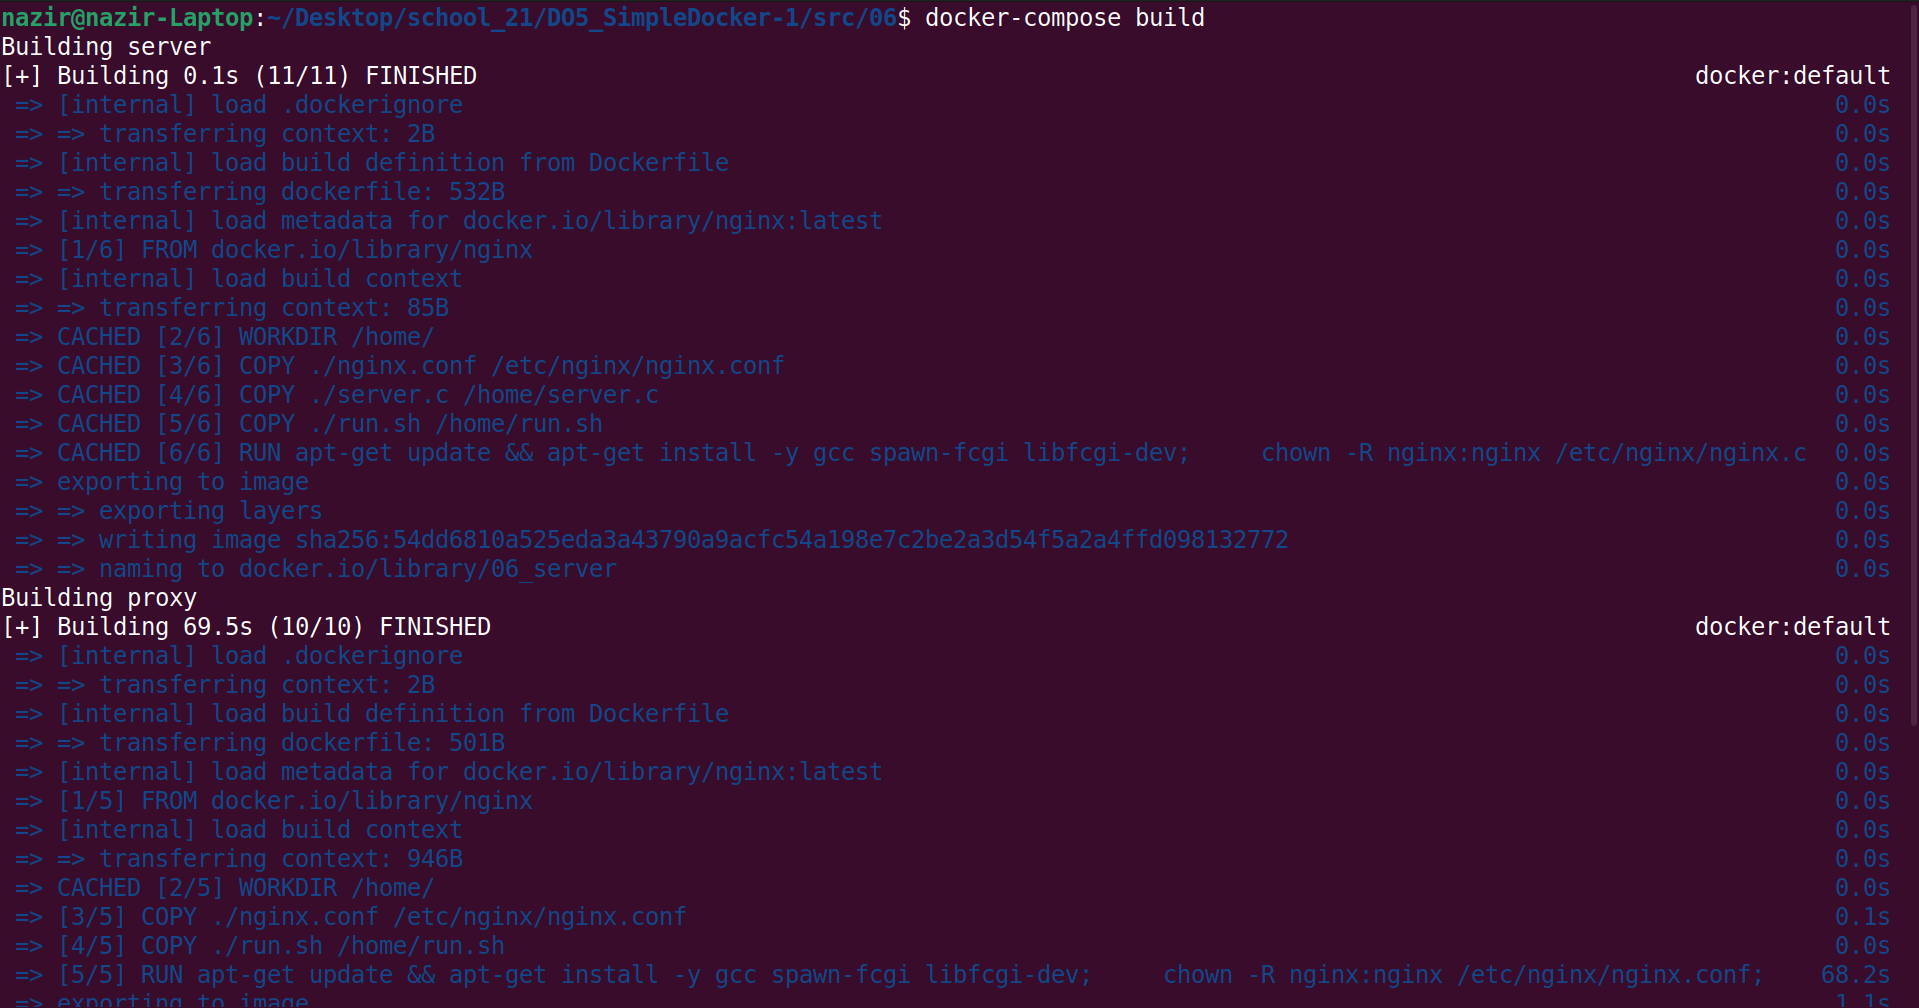 nazir@nazir-Laptop:~/Desktop/school_21/DO5_SimpleDocker-1/src/06$ docker-compose build
Building server
[+] Building 0.1s (11/11) FINISHED docker:default
=> [internal] load .dockerignore 0.0s
=> => transferring context: 2B 0.0s
=> [internal] load build definition from Dockerfile 0.0s
=> => transferring dockerfile: 532B 0.0s
=> [internal] load metadata for docker.io/library/nginx:latest 0.0s
=> [1/6] FROM docker.io/library/nginx 0.0s
=> [internal] load build context 0.0s
=> => transferring context: 85B 0.0s
=> CACHED [2/6] WORKDIR /home/ 0.0s
=> CACHED [3/6] COPY ./nginx.conf /etc/nginx/nginx.conf 0.0s
=> CACHED [4/6] COPY ./server.c /home/server.c 0.0s
=> CACHED [5/6] COPY ./run.sh /home/run.sh 0.0s
=> CACHED [6/6] RUN apt-get update && apt-get install -y gcc spawn-fcgi libfcgi-dev;     chown -R nginx:nginx /etc/nginx/nginx.c 0.0s
=> exporting to image 0.0s
=> => exporting layers 0.0s
=> => writing image sha256:54dd6810a525eda3a43790a9acfc54a198e7c2be2a3d54f5a2a4ffd098132772 0.0s
=> => naming to docker.io/library/06_server 0.0s
Building proxy
[+] Building 69.5s (10/10) FINISHED docker:default
=> [internal] load .dockerignore 0.0s
=> => transferring context: 2B 0.0s
=> [internal] load build definition from Dockerfile 0.0s
=> => transferring dockerfile: 501B 0.0s
=> [internal] load metadata for docker.io/library/nginx:latest 0.0s
=> [1/5] FROM docker.io/library/nginx 0.0s
=> [internal] load build context 0.0s
=> => transferring context: 946B 0.0s
=> CACHED [2/5] WORKDIR /home/ 0.0s
=> [3/5] COPY ./nginx.conf /etc/nginx/nginx.conf 0.1s
=> [4/5] COPY ./run.sh /home/run.sh 0.0s
=> [5/5] RUN apt-get update && apt-get install -y gcc spawn-fcgi libfcgi-dev;     chown -R nginx:nginx /etc/nginx/nginx.conf; 68.2s
=> exporting to image 1.1s